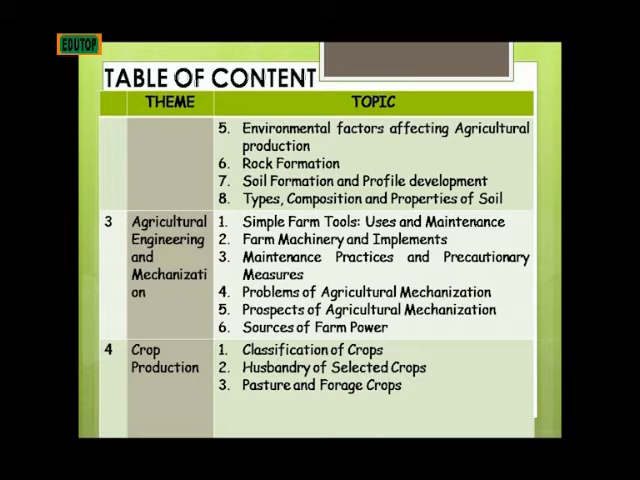 EDUTOP
TABLE OF CONTENT
THEME TOPIC
5. Environmental factors affecting Agricultural
production
6. Rock Formation
7. Soil Formation and Profile development
8. Types, Composition and Properties of Soil
3 Agricultural
Engineering
and
Mechanizati
on
1. Simple Farm Tools: Uses and Maintenance
2. Farm Machinery and Implements
3. Maintenance Practices and Precautionary
Measures
4. Problems of Agricultural Mechanization
5. Prospects of Agricultural Mechanization
6. Sources of Farm Power
4 Crop
Production
1. Classification of Crops
2. Husbandry of Selected Crops
3. Pasture and Forage Crops